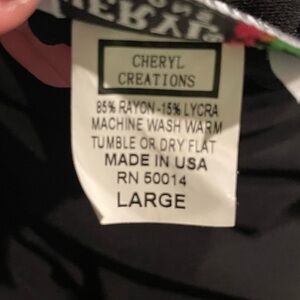 CHERYL
CREATIONS
85% RAYON-15% LYCRA
MACHINE WASH WARM
TUMBLE OR DRY FLAT
MADE IN USA
RN 50014
LARGE